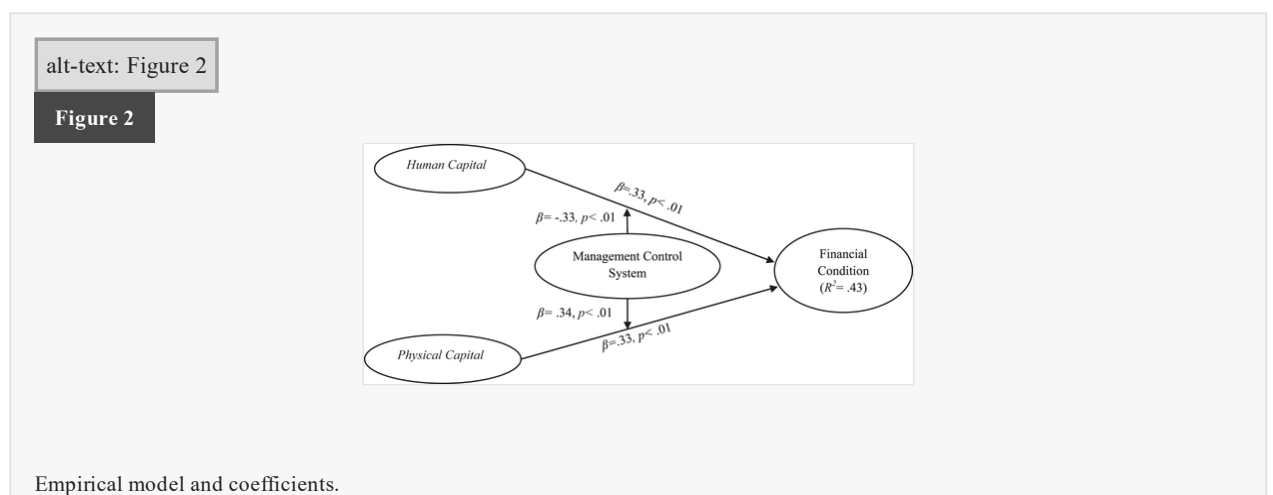 alt-text: Figure 2
Figure 2
Human Capital
β=.33, p< .01
β= -.33, p< .01
Management Control
System
Financial
Condition
(R²= .43)
β= .34, p< .01
β=.33, p< .01
Physical Capital
Empirical model and coefficients.